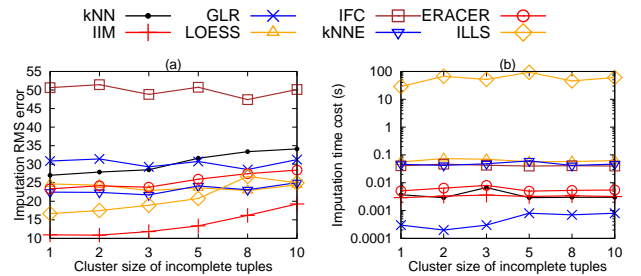 kNN GLR IFC ERACER
IIM LOESS kNNE ILLS
(a)
Imputation RMS error
55
50
45
40
35
30
25
20
15
10
1 2 3 5 8 10
Cluster size of incomplete tuples
(b)
Imputation time cost (s)
100
10
1
0.1
0.01
0.001
0.0001
1 2 3 5 8 10
Cluster size of incomplete tuples